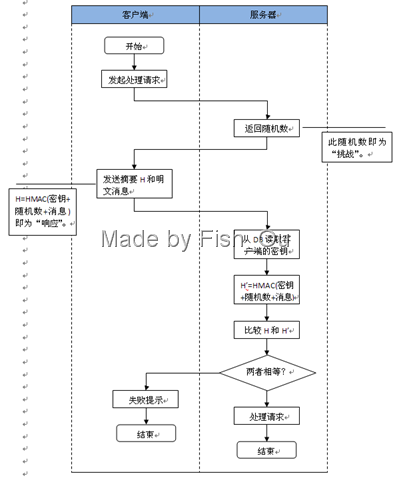 客户端
服务器
开始
发起处理请求
返回随机数
此随机数即为
“挑战”。
发送摘要 H 和明
文消息
H=HMAC(密钥+
随机数+消息)
即为“响应”。
Made by Fish_Ou
从 DB 读取客
户端的密钥
H’=HMAC(密钥
+随机数+消息)
比较 H 和 H’
两者相等?
失败提示
处理请求
结束
结束